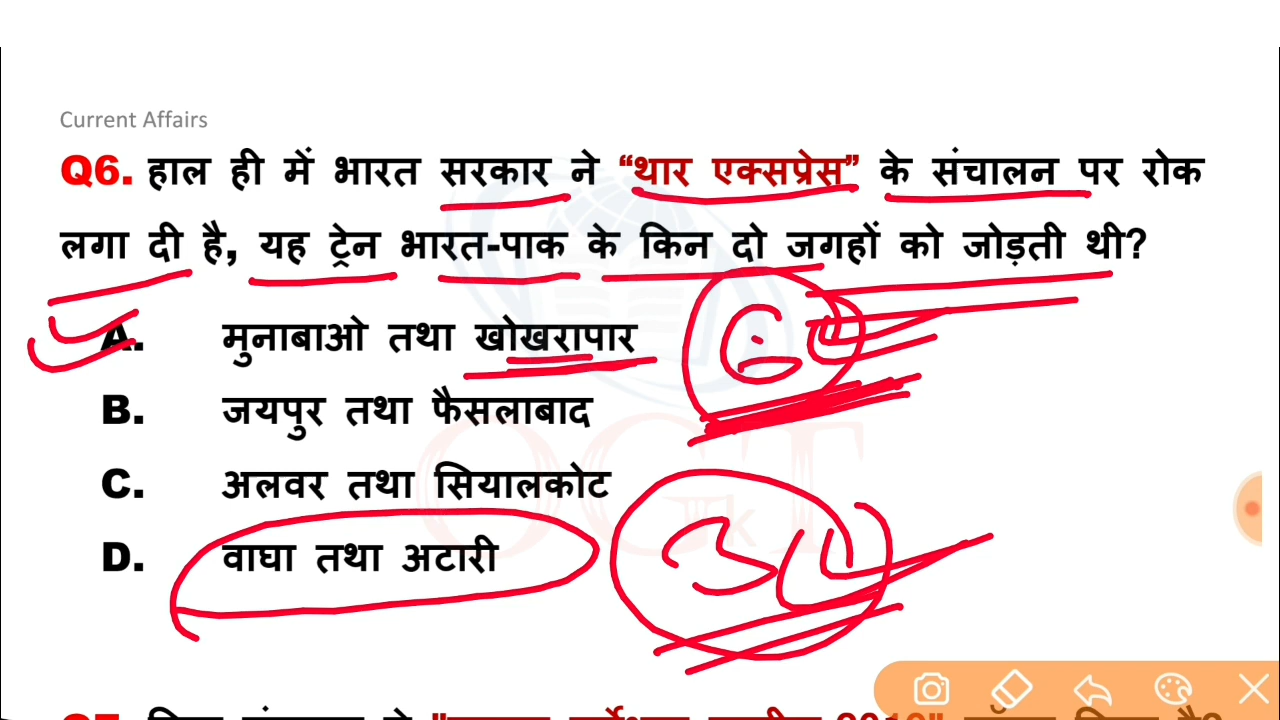 Current Affairs
Q6. हाल ही में भारत सरकार ने “थार एक्सप्रेस” के संचालन पर रोक
लगा दी है, यह ट्रेन भारत-पाक के किन दो जगहों को जोड़ती थी?
A. मुनाबाओ तथा खोखरापार
B. जयपुर तथा फैसलाबाद
C. अलवर तथा सियालकोट
D. वाघा तथा अटारी